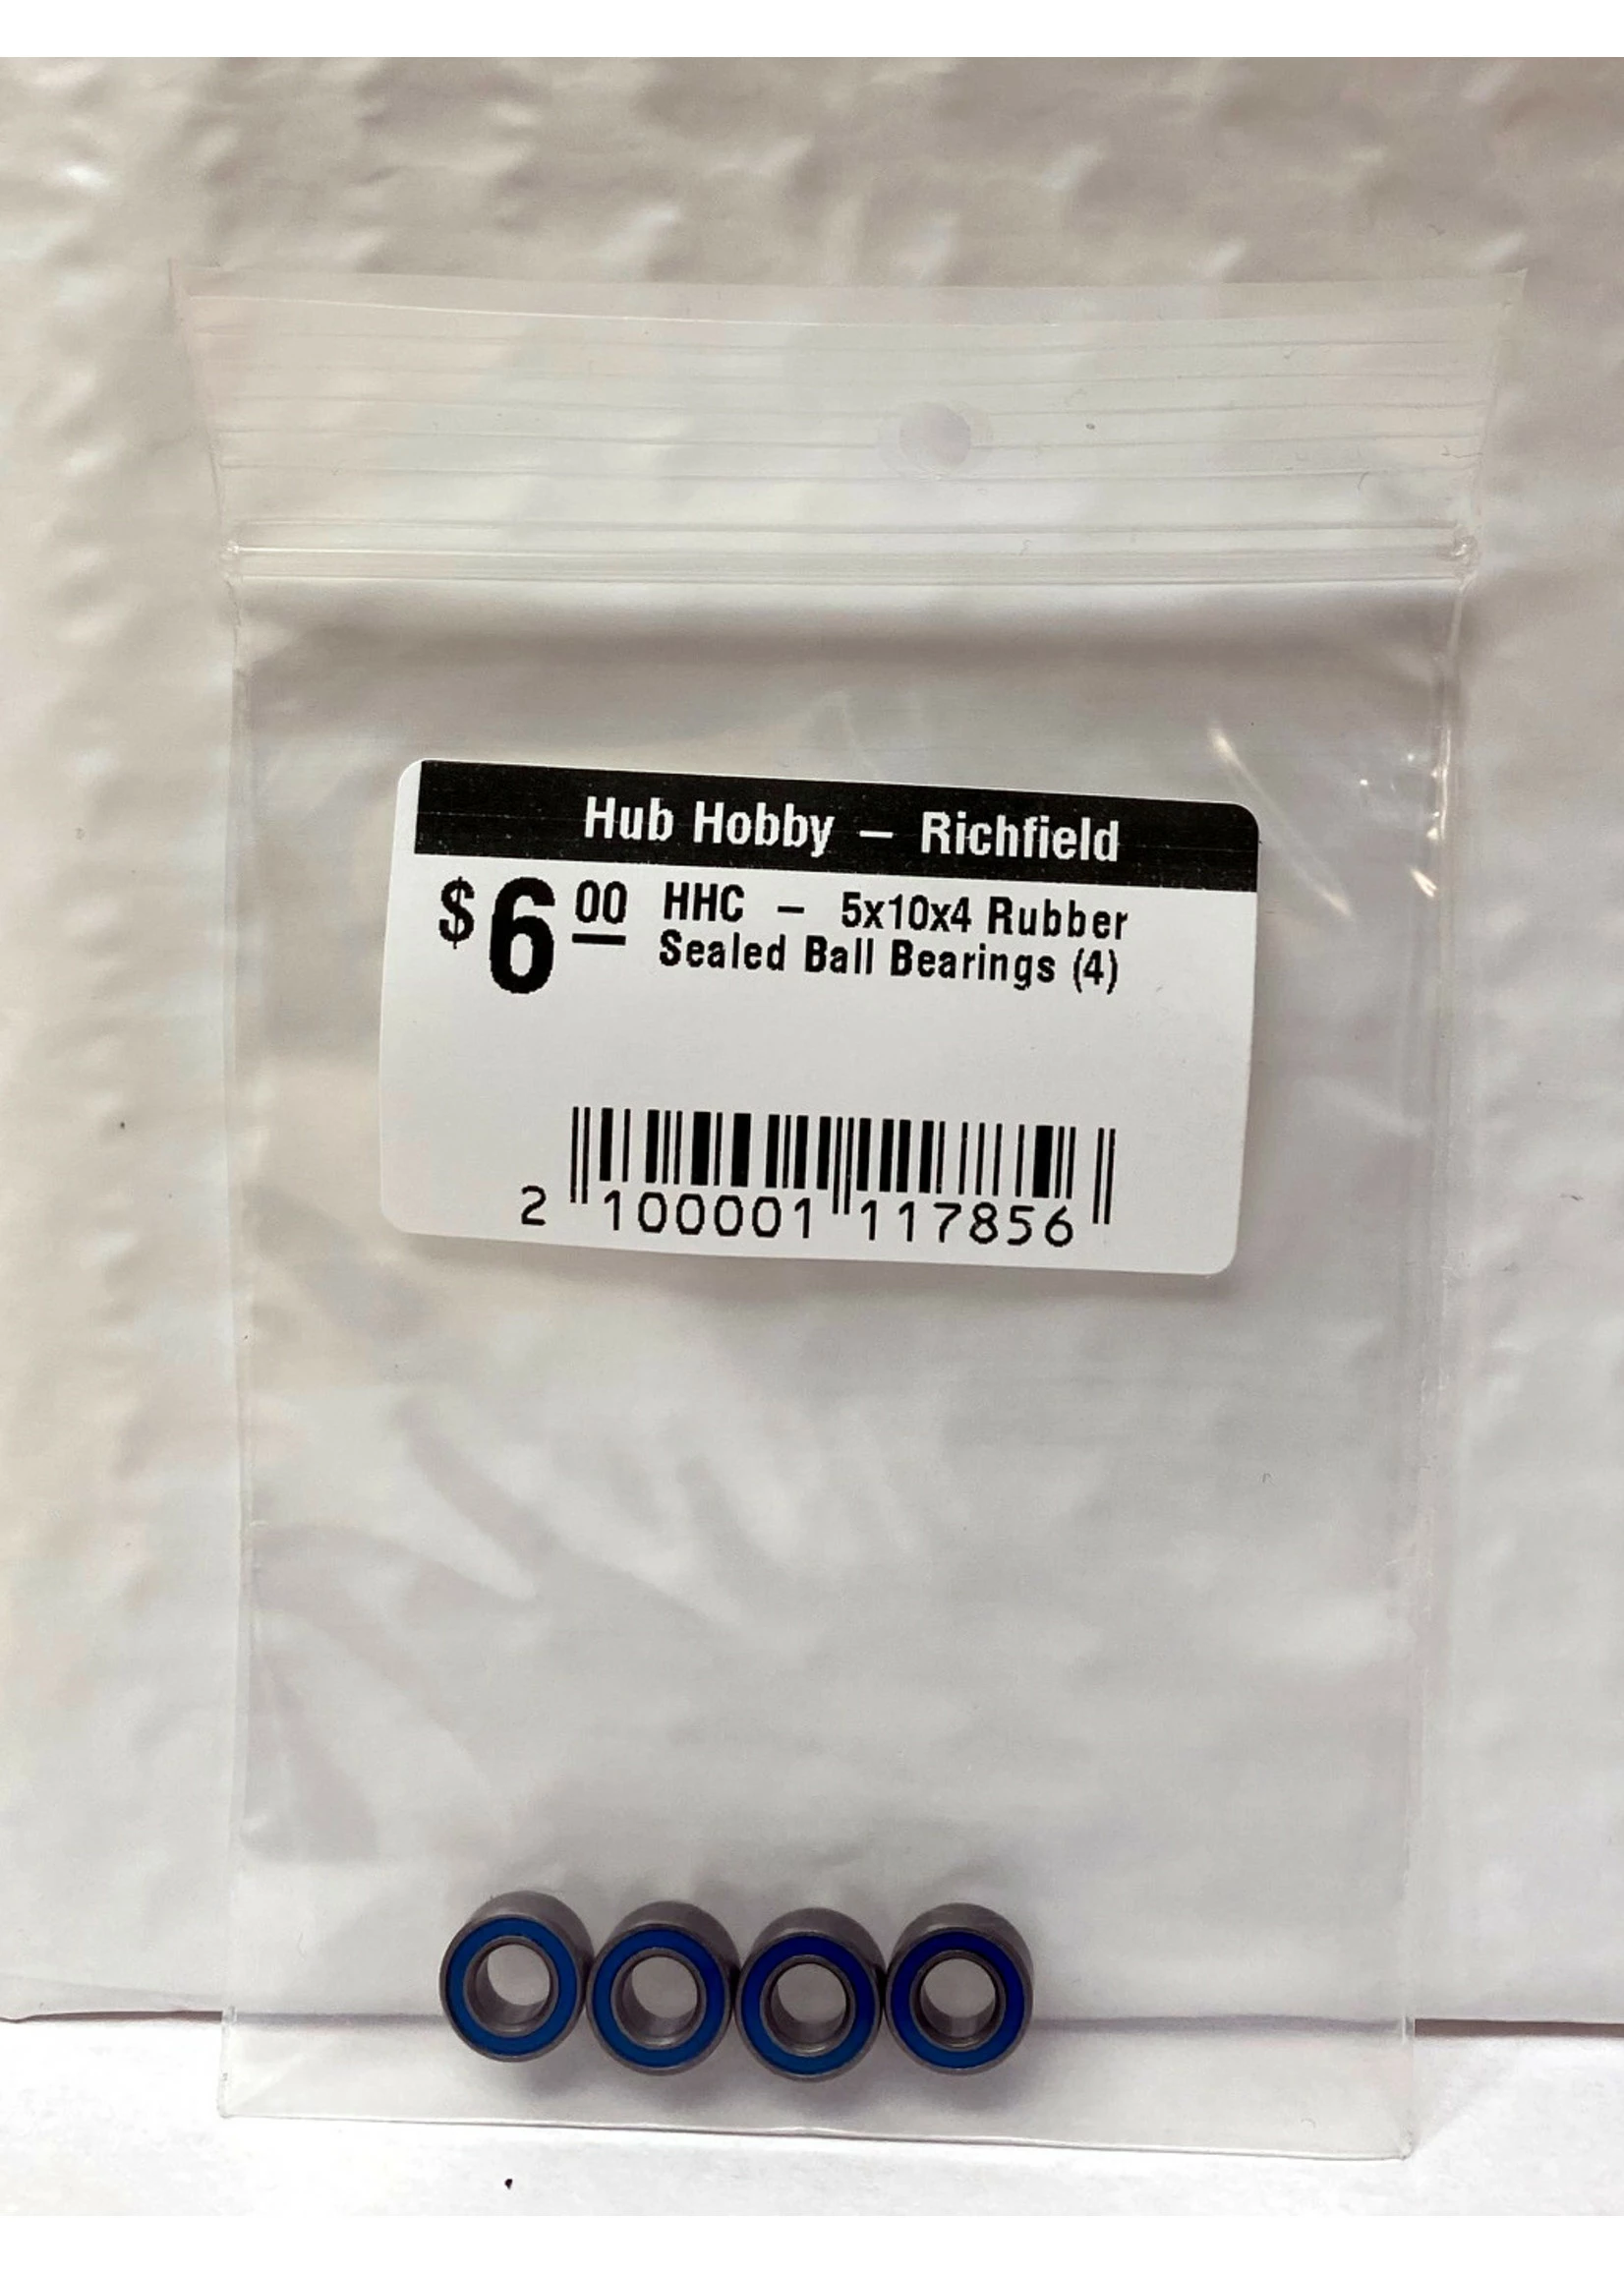 Hub Hobby - Richfield
$6 00 HHC - 5x10x4 Rubber
Sealed Ball Bearings (4)
2 100001 117856